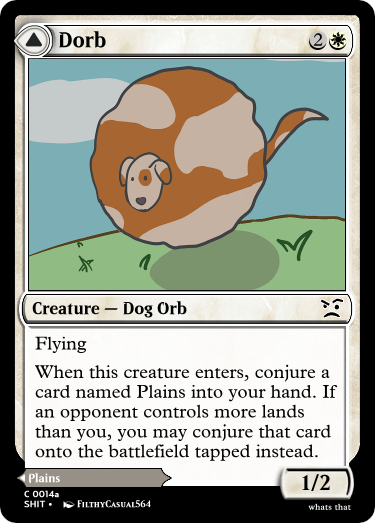 Dorb 2
Creature — Dog Orb
Flying
When this creature enters, conjure a
card named Plains into your hand. If
an opponent controls more lands
than you, you may conjure that card
onto the battlefield tapped instead.
Plains
1/2
C 0014a
SHIT • FilthyCasual564
whats that